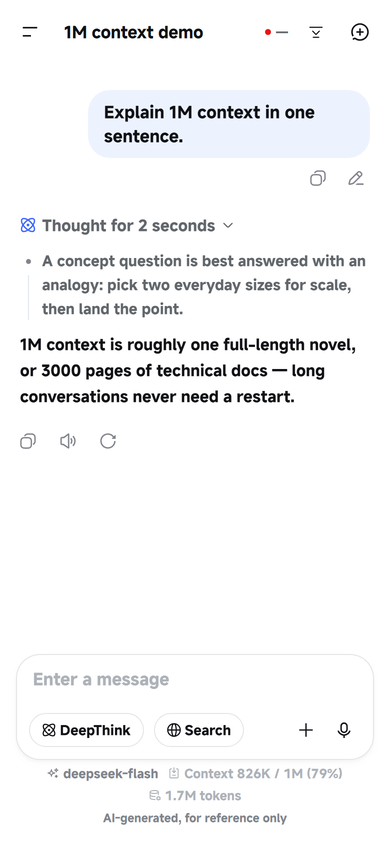 1M context demo
Explain 1M context in one
sentence.
Thought for 2 seconds
A concept question is best answered with an
analogy: pick two everyday sizes for scale,
then land the point.
1M context is roughly one full-length novel,
or 3000 pages of technical docs — long
conversations never need a restart.
Enter a message
DeepThink
Search
deepseek-flash Context 826K / 1M (79%)
1.7M tokens
AI-generated, for reference only